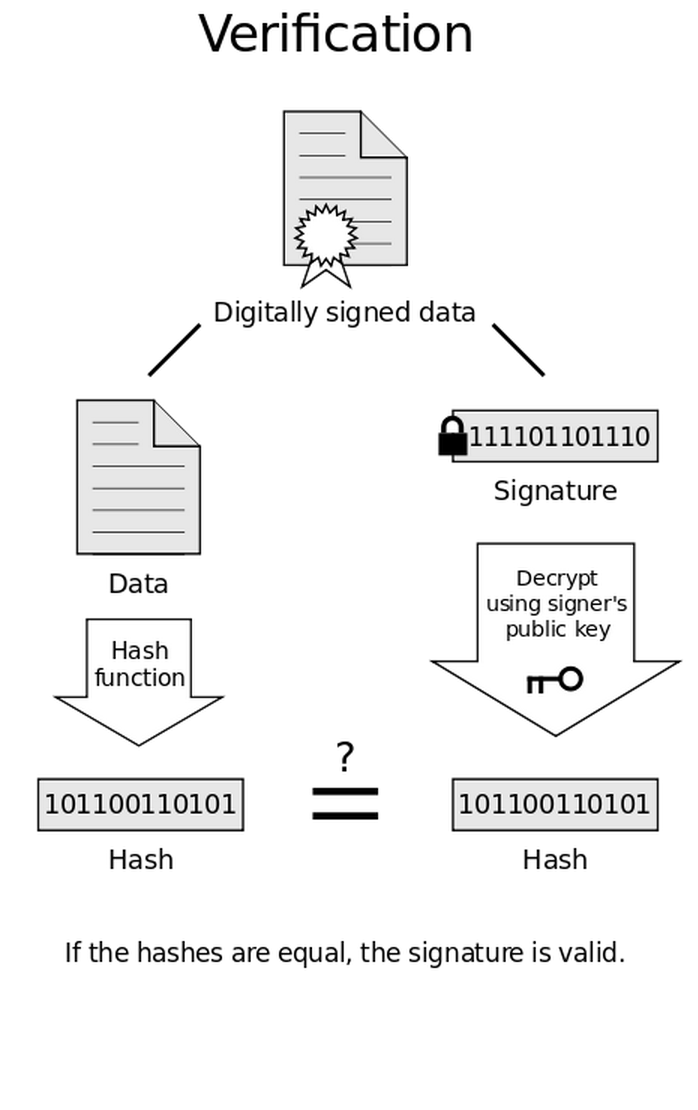 Verification
Digitally signed data
111101101110
Signature
Data
Decrypt
using signer's
public key
Hash
function
?
=
101100110101
101100110101
Hash
Hash
If the hashes are equal, the signature is valid.